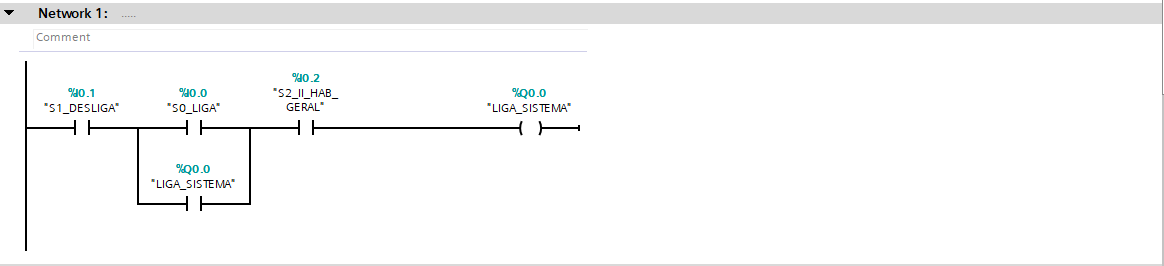 Network 1: .....
Comment
%I0.1
"S1_DESLIGA"
%I0.0
"S0_LIGA"
%I0.2
"S2_II_HAB_
GERAL"
%Q0.0
"LIGA_SISTEMA"
%Q0.0
"LIGA_SISTEMA"